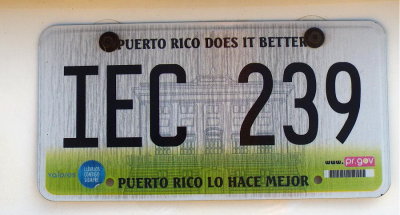 PUERTO RICO DOES IT BETTER
IEC 239
www.pr.gov
PUERTO RICO LO HACE MEJOR